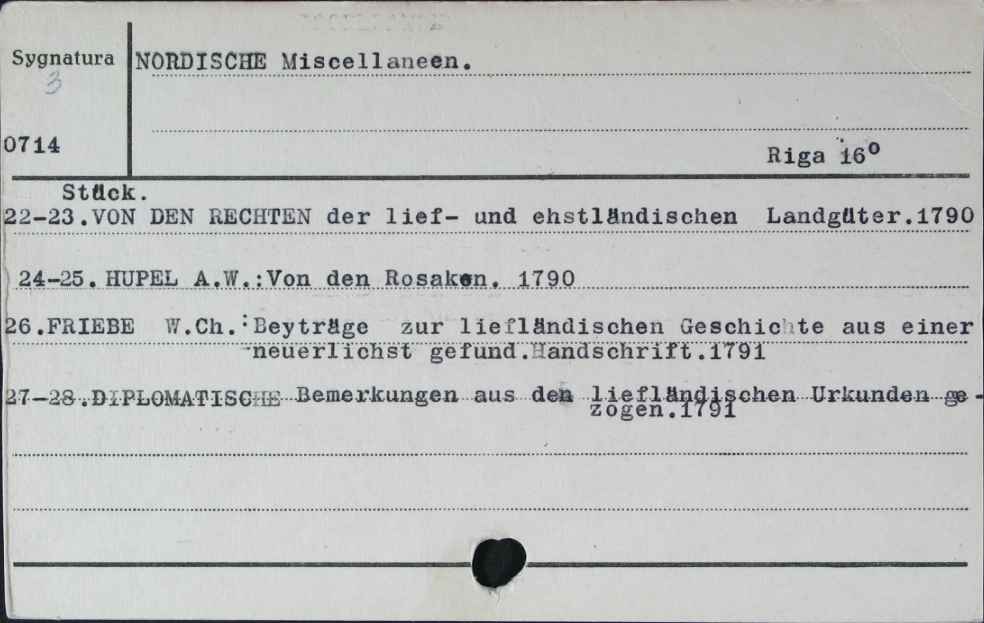 Sygnatura
NORDISCHE Miscellaneen.
3
0714
Riga 16°
Stück.
22-23.VON DEN RECHTEN der lief- und ehstländischen Landgüter.1790
24-25. HUPEL A.W.:Von den Rosaken. 1790
26.FRIEBE W.Ch.:Beyträge zur liefländischen Geschichte aus einer
neuerlichst gefund.Handschrift.1791
27-28.DIPLOMATISCHE Bemerkungen aus den liefländischen Urkunden ge-
zogen.1791